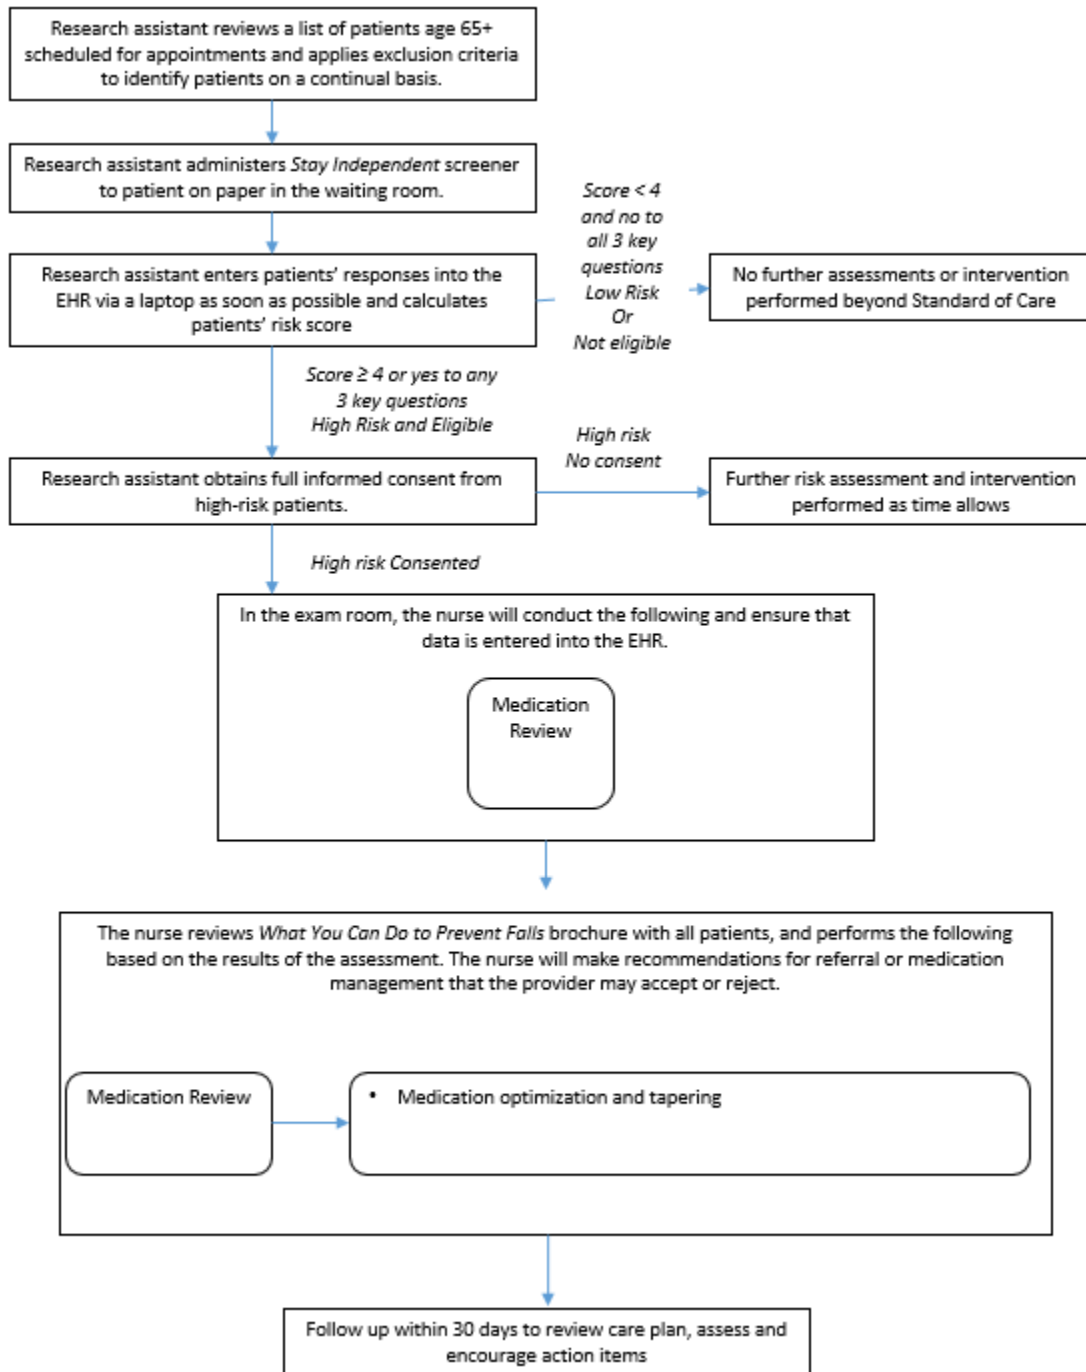 Research assistant reviews a list of patients age 65+
scheduled for appointments and applies exclusion criteria
to identify patients on a continual basis.
Research assistant administers Stay Independent screener
to patient on paper in the waiting room.
Score < 4
and no to
all 3 key
questions
Low Risk
Or
Not eligible
Research assistant enters patients’ responses into the
EHR via a laptop as soon as possible and calculates
patients’ risk score
No further assessments or intervention
performed beyond Standard of Care
Score ≥ 4 or yes to any
3 key questions
High Risk and Eligible
High risk
No consent
Research assistant obtains full informed consent from
high-risk patients.
Further risk assessment and intervention
performed as time allows
High risk Consented
In the exam room, the nurse will conduct the following and ensure that
data is entered into the EHR.
Medication
Review
The nurse reviews What You Can Do to Prevent Falls brochure with all patients, and performs the following
based on the results of the assessment. The nurse will make recommendations for referral or medication
management that the provider may accept or reject.
Medication Review
• Medication optimization and tapering
Follow up within 30 days to review care plan, assess and
encourage action items